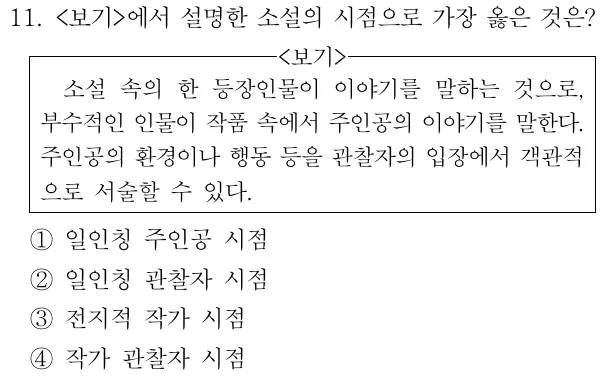 11. <보기>에서 설명한 소설의 시점으로 가장 옳은 것은?
<보기>
소설 속의 한 등장인물이 이야기를 말하는 것으로,
부수적인 인물이 작품 속에서 주인공의 이야기를 말한다.
주인공의 환경이나 행동 등을 관찰자의 입장에서 객관적
으로 서술할 수 있다.
① 일인칭 주인공 시점
② 일인칭 관찰자 시점
③ 전지적 작가 시점
④ 작가 관찰자 시점